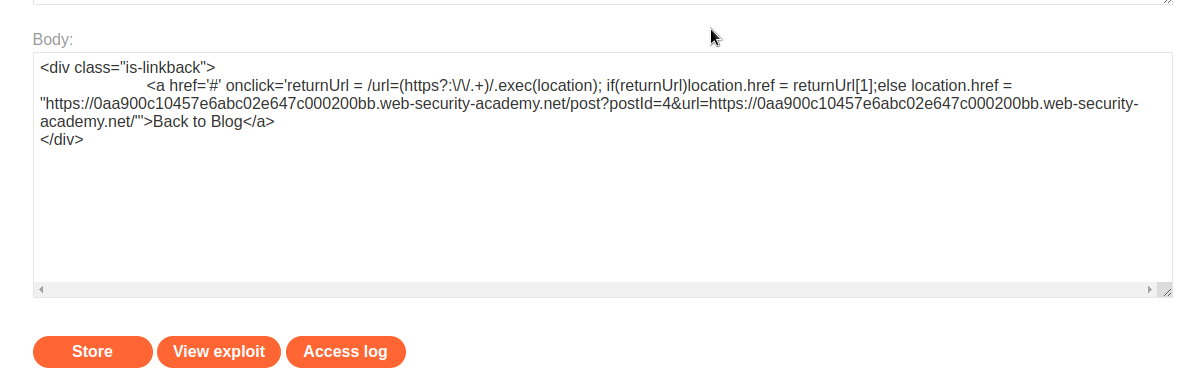 Body:
<div class="is-linkback">
<a href='#' onclick='returnUrl = /url=(https?:\/\/.+)/.exec(location); if(returnUrl)location.href = returnUrl[1];else location.href =
"https://0aa900c10457e6abc02e647c000200bb.web-security-academy.net/post?postId=4&url=https://0aa900c10457e6abc02e647c000200bb.web-security-
academy.net/"'>Back to Blog</a>
</div>
Store View exploit Access log